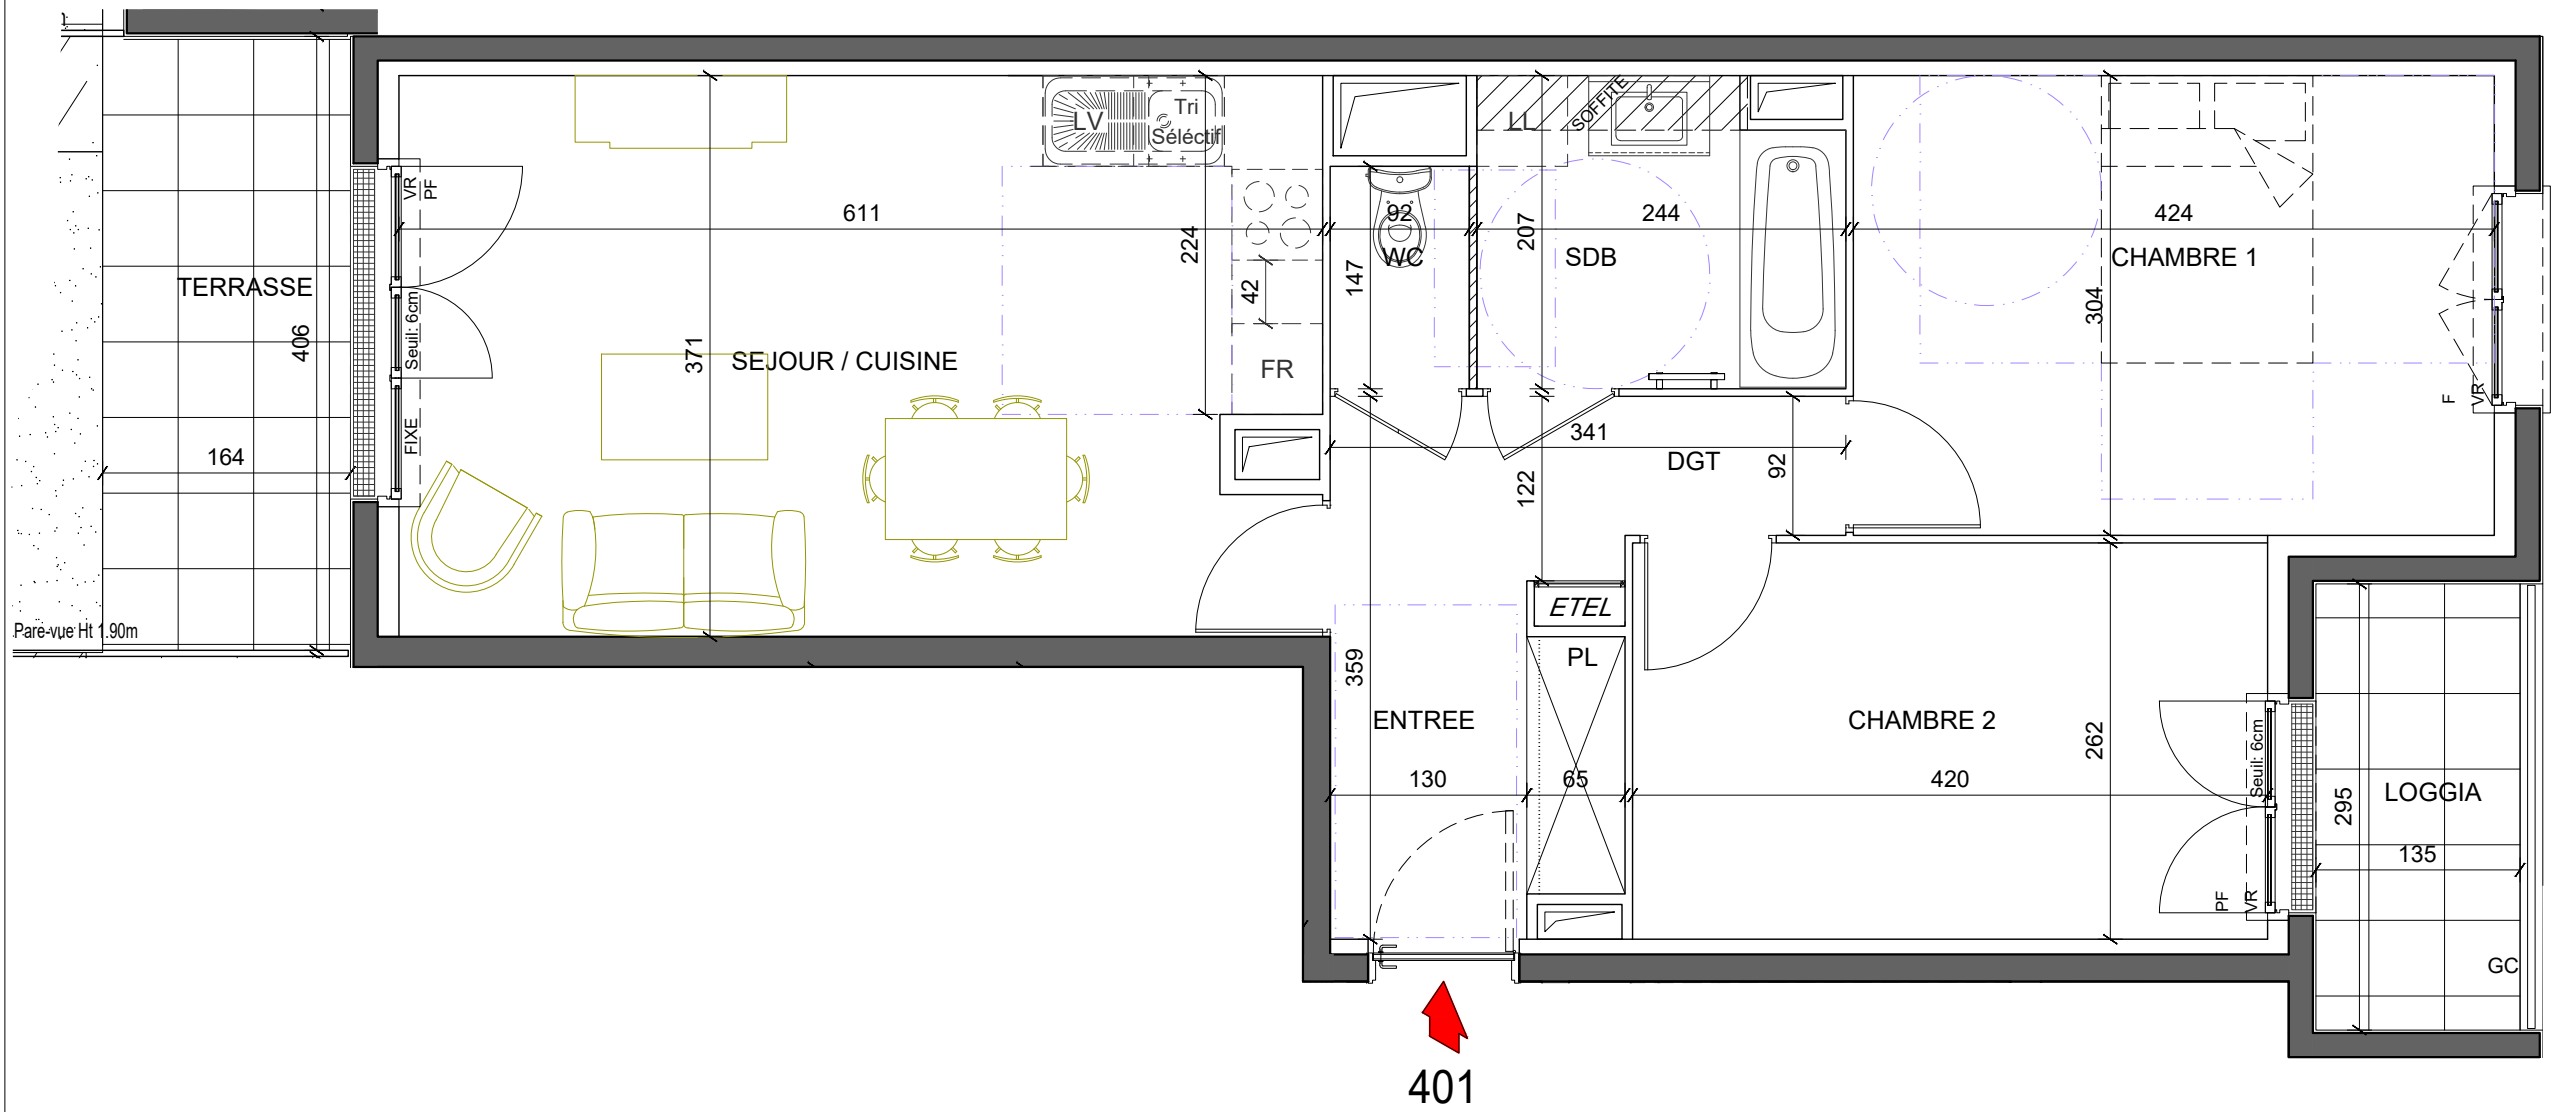 LV
Tri
Séléctif
LL
SOFFITE
VR
PF
611
92
244
424
224
207
WC
SDB
CHAMBRE 1
TERRASSE
147
42
304
406
Seuil: 6cm
371
SEJOUR / CUISINE
FR
F
VR
FIXE
164
341
DGT
92
122
ETEL
Pare-vue Ht 1.90m
PL
359
ENTREE
CHAMBRE 2
262
Seuil: 6cm
130
65
420
295
LOGGIA
135
PF
VR
GC
401